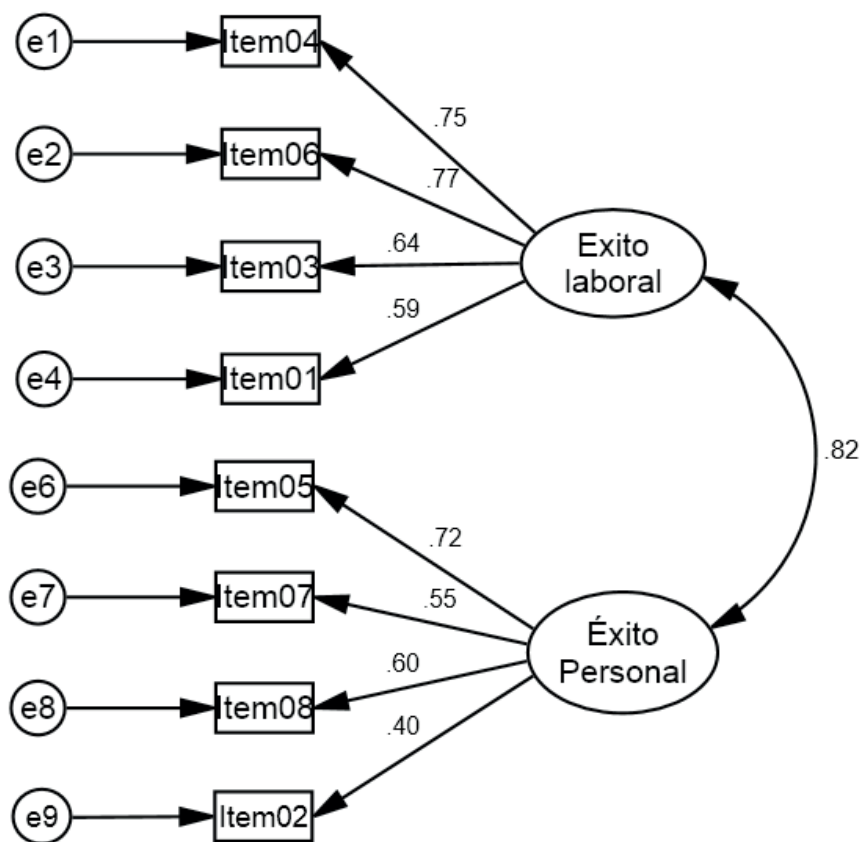 e1 Item04
.75
e2 Item06
.77
e3 Item03 .64
Exito
laboral
.59
e4 Item01
.82
e6 Item05
.72
e7 Item07 .55
Éxito
Personal
e8 Item08 .60
.40
e9 Item02